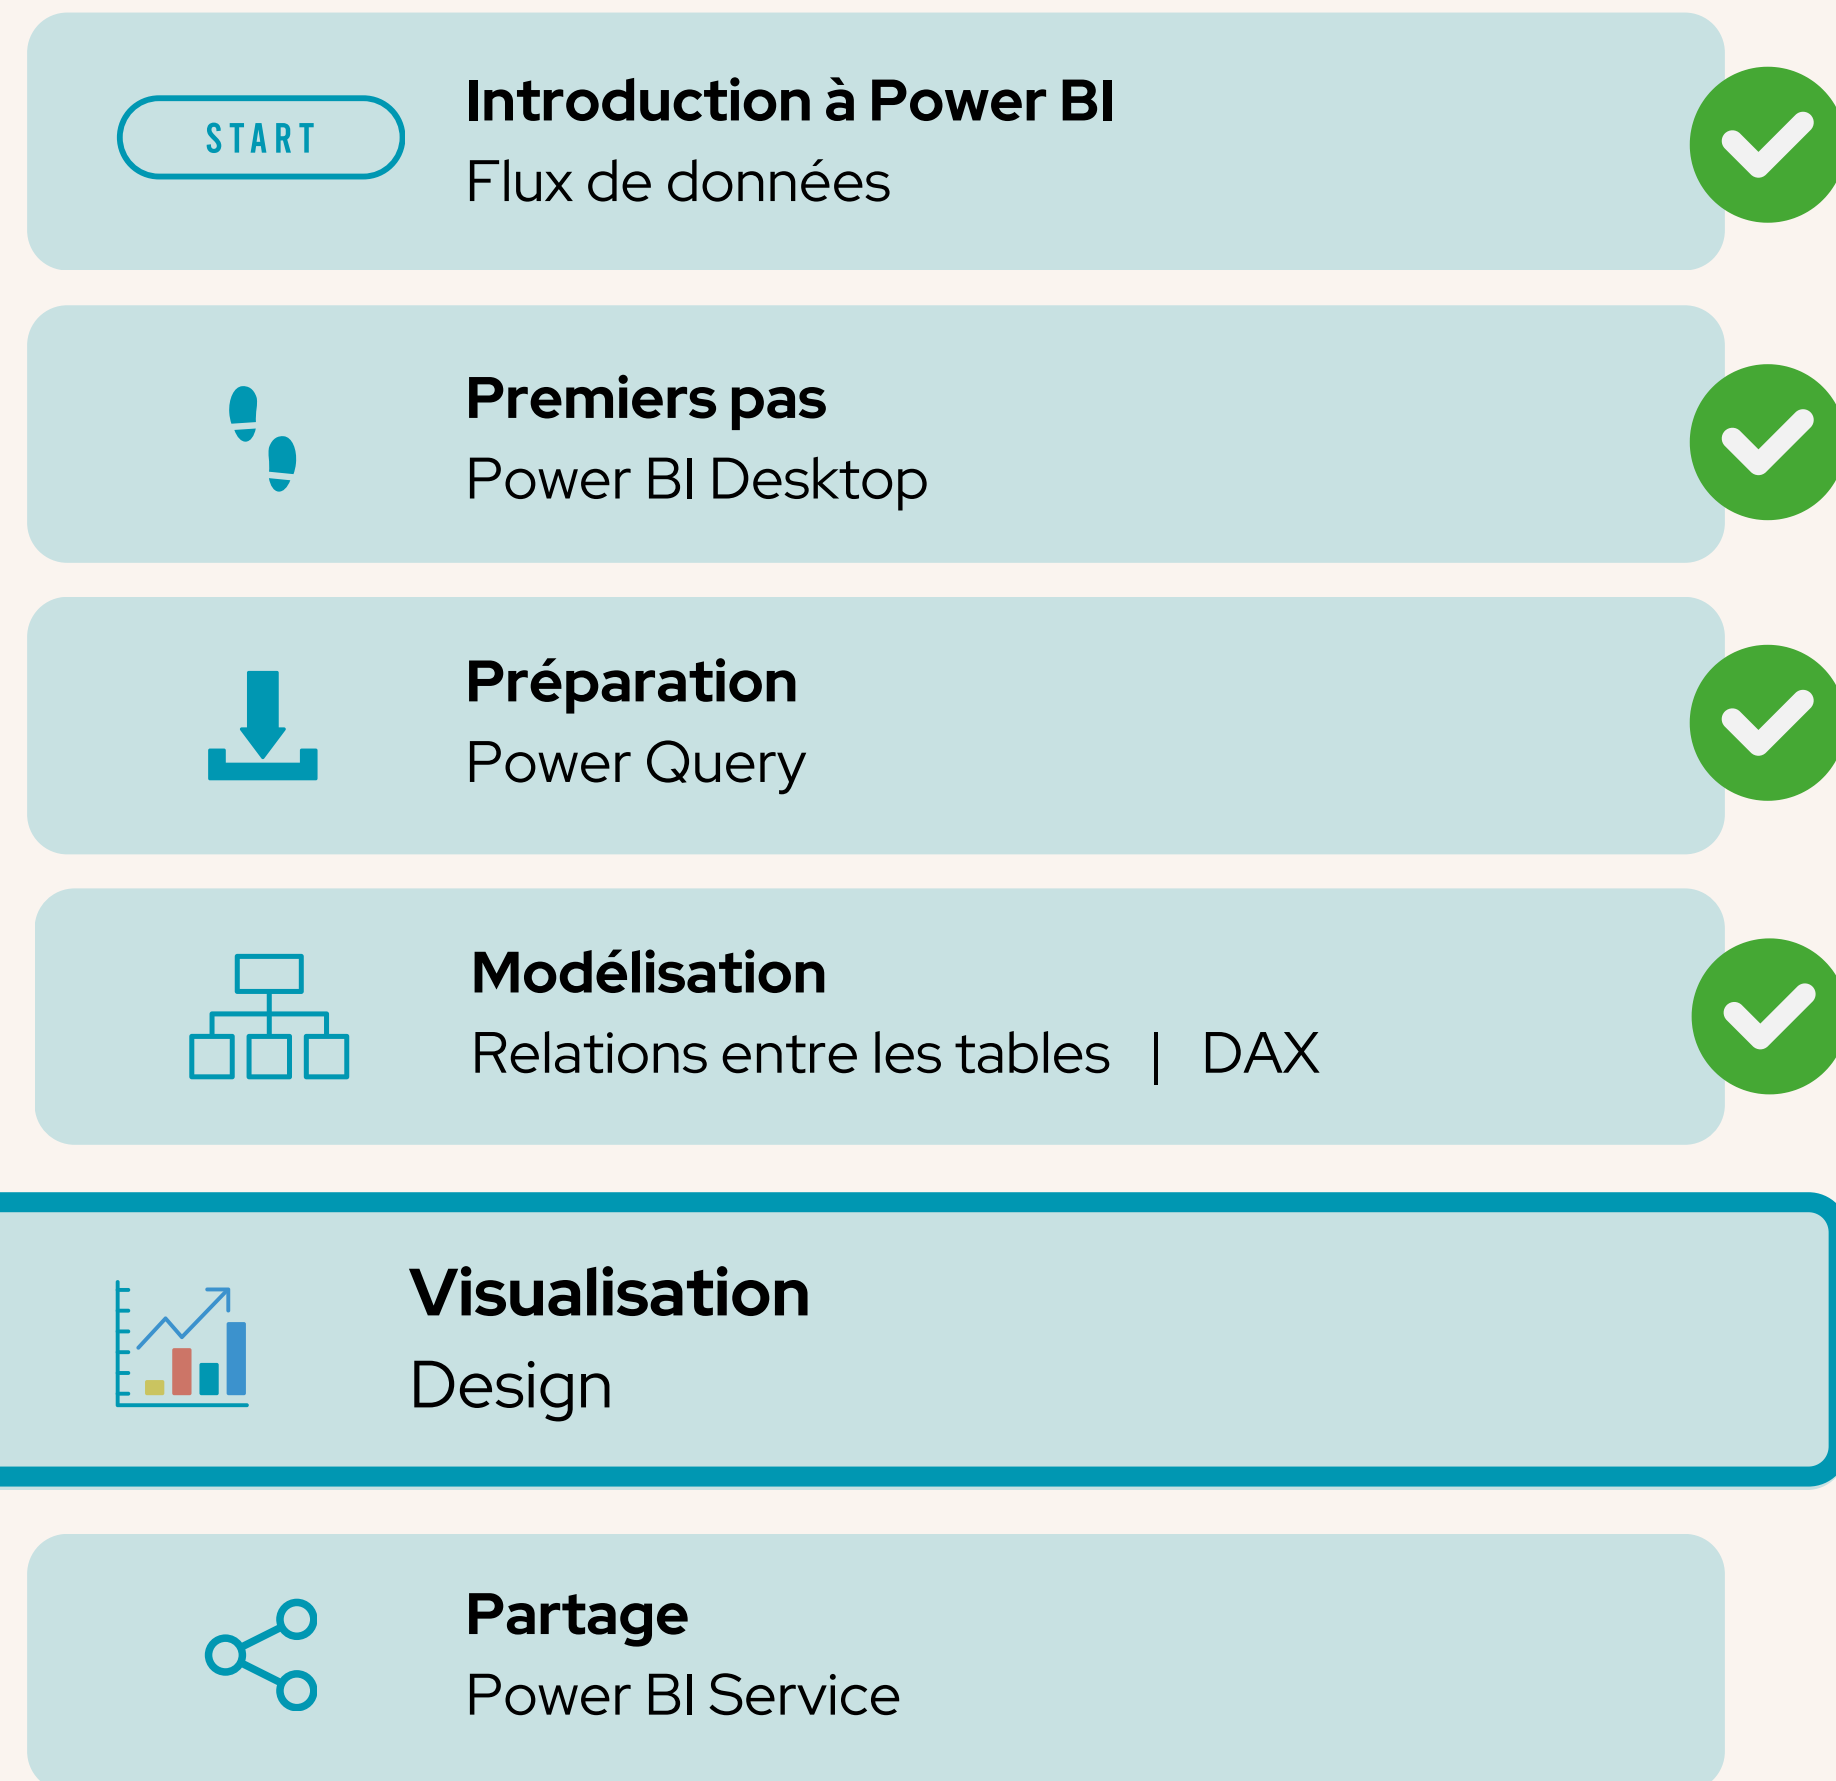 START
Introduction à Power BI
Flux de données
Premiers pas
Power BI Desktop
Préparation
Power Query
Modélisation
Relations entre les tables | DAX
Visualisation
Design
Partage
Power BI Service